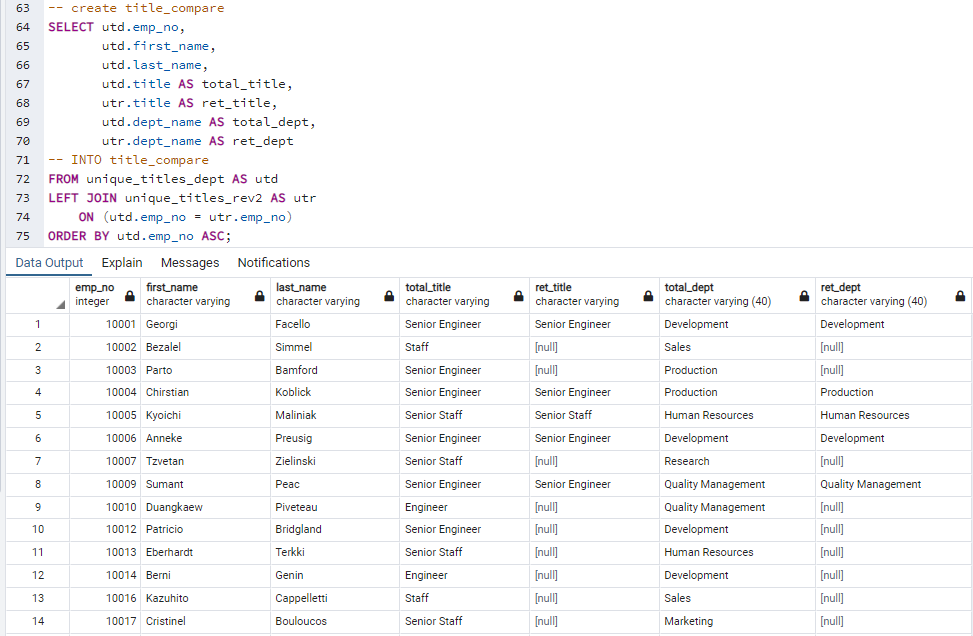 63 -- create title_compare
64 SELECT utd.emp_no,
65 utd.first_name,
66 utd.last_name,
67 utd.title AS total_title,
68 utr.title AS ret_title,
69 utd.dept_name AS total_dept,
70 utr.dept_name AS ret_dept
71 -- INTO title_compare
72 FROM unique_titles_dept AS utd
73 LEFT JOIN unique_titles_rev2 AS utr
74 ON (utd.emp_no = utr.emp_no)
75 ORDER BY utd.emp_no ASC;
Data Output Explain Messages Notifications
emp_no first_name last_name total_title ret_title total_dept ret_dept
integer character varying character varying character varying character varying character varying (40) character varying (40)
1 10001 Georgi Facello Senior Engineer Senior Engineer Development Development
2 10002 Bezalel Simmel Staff [null] Sales [null]
3 10003 Parto Bamford Senior Engineer [null] Production [null]
4 10004 Chirstian Koblick Senior Engineer Senior Engineer Production Production
5 10005 Kyoichi Maliniak Senior Staff Senior Staff Human Resources Human Resources
6 10006 Anneke Preusig Senior Engineer Senior Engineer Development Development
7 10007 Tzvetan Zielinski Senior Staff [null] Research [null]
8 10009 Sumant Peac Senior Engineer Senior Engineer Quality Management Quality Management
9 10010 Duangkaew Piveteau Engineer [null] Quality Management [null]
10 10012 Patricio Bridgland Senior Engineer [null] Development [null]
11 10013 Eberhardt Terkki Senior Staff [null] Human Resources [null]
12 10014 Berni Genin Engineer [null] Development [null]
13 10016 Kazuhito Cappelletti Staff [null] Sales [null]
14 10017 Cristinel Bouloucos Senior Staff [null] Marketing [null]